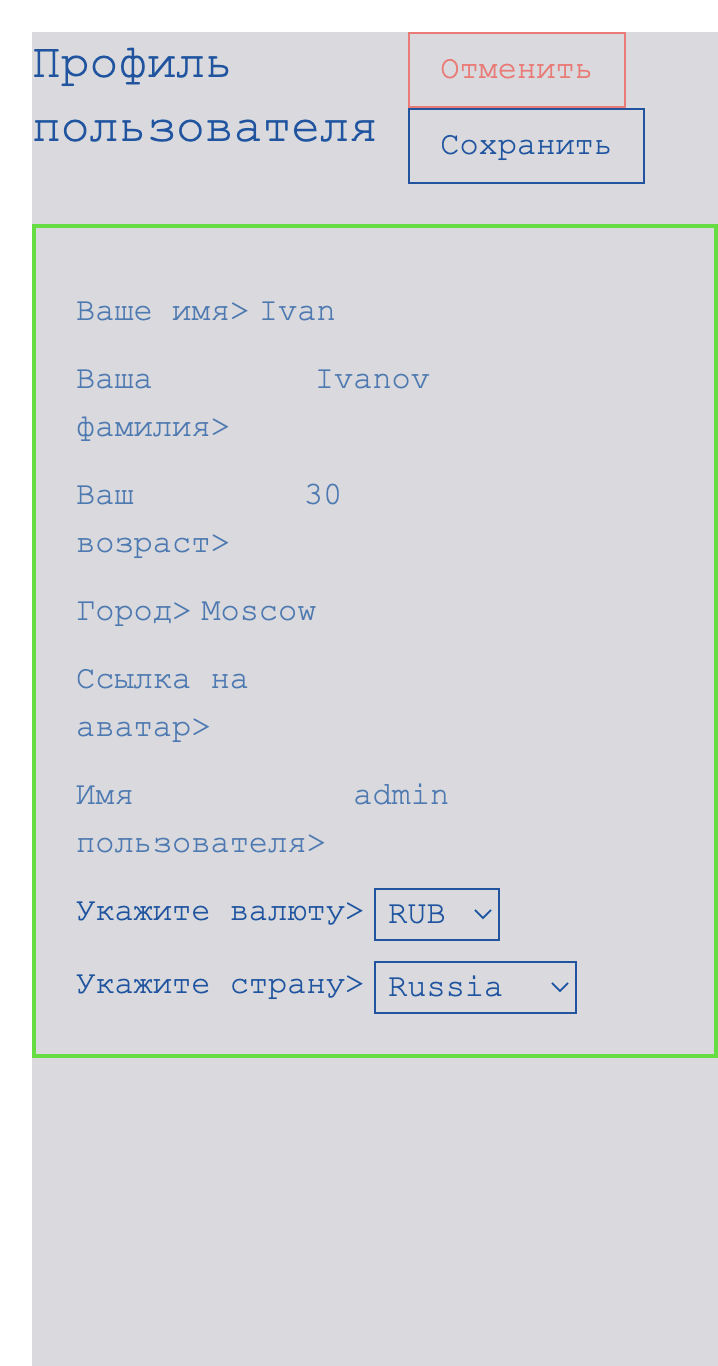 Профиль
пользователя
Отменить
Сохранить
Ваше имя> Ivan
Ваша Ivanov
фамилия>
Ваш 30
возраст>
Город> Moscow
Ссылка на
аватар>
Имя admin
пользователя>
Укажите валюту> RUB
Укажите страну> Russia